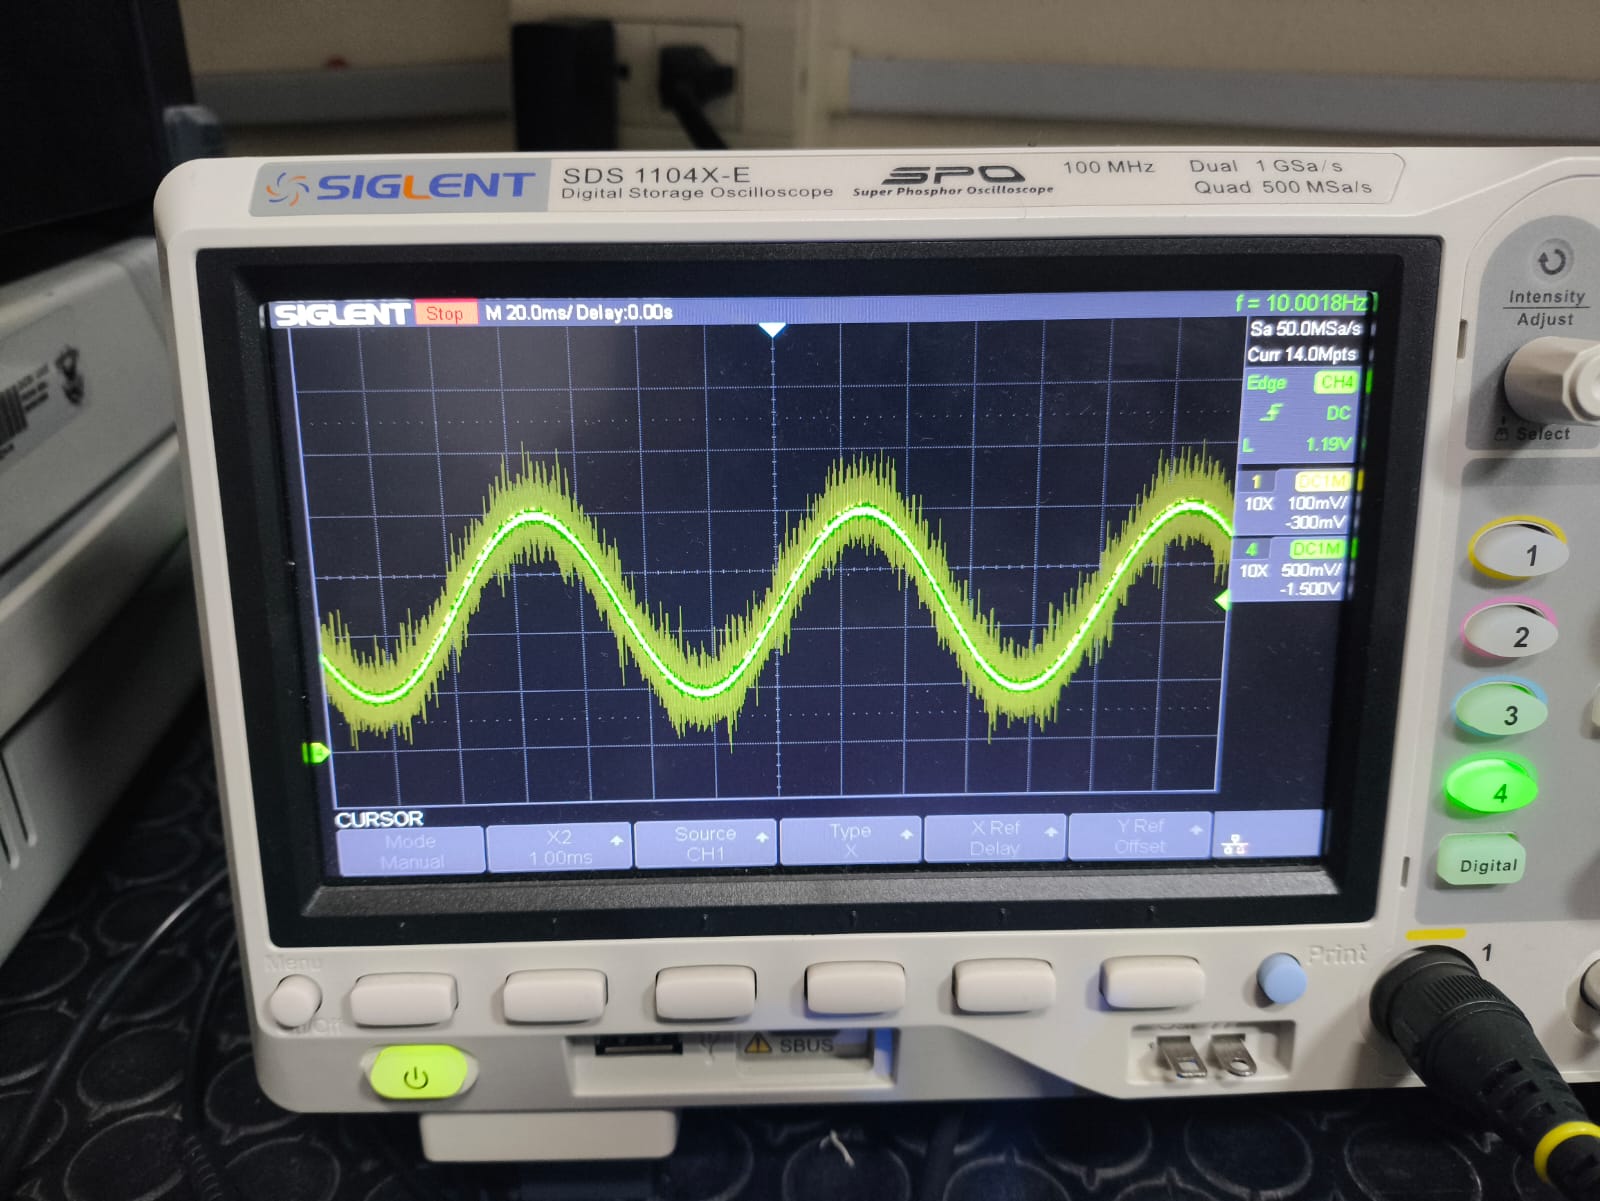 SIGLENT SDS 1104X-E
Digital Storage Oscilloscope
SPO
Super Phosphor Oscilloscope
100 MHz
Dual 1 GSa/s
Quad 500 MSa/s
Intensity
Adjust
Select
SIGLENT Stop M 20.0ms/ Delay:0.00s
f = 10.0018Hz
Sa 50.0MSa/s
Curr 14.0Mpts
Edge CH4
DC
L 1.19V
1 DC1M
10X 100mV/
-300mV
4 DC1M
10X 500mV/
-1.500V
CURSOR
Mode
Manual
X2
1.00ms
Source
CH1
Type
X
X Ref
Delay
Y Ref
Offset
1
2
3
4
Digital
Menu
Print
1
SBUS